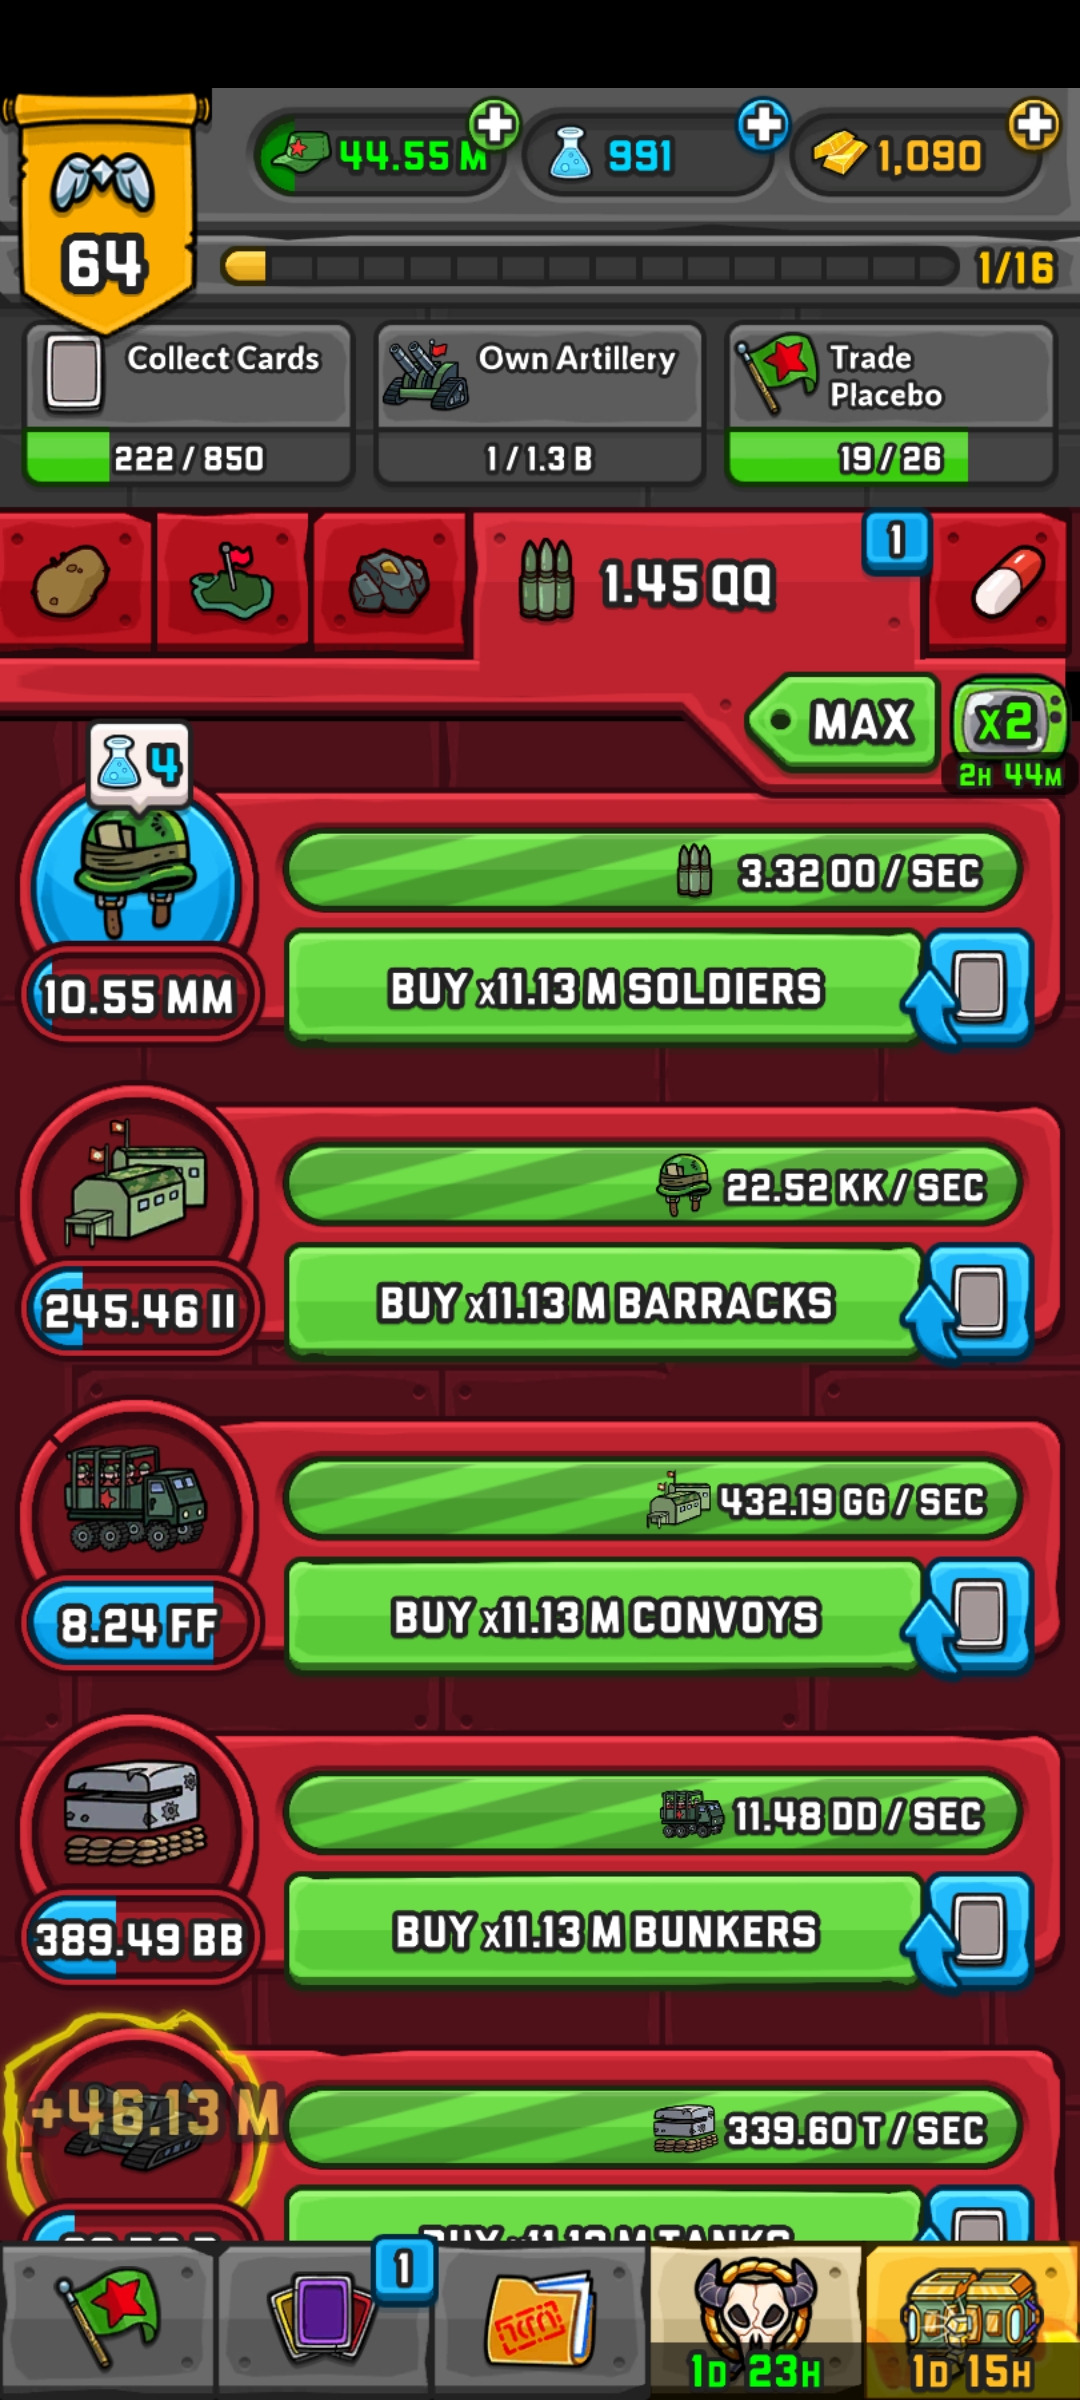 64
44.55 M
991
1,090
1/16
Collect Cards
222 / 850
Own Artillery
1 / 1.3 B
Trade
Placebo
19 / 26
1.45 QQ
1
MAX
x2
2H 44M
4
3.32 OO / SEC
10.55 MM
BUY x11.13 M SOLDIERS
22.52 KK / SEC
245.46 II
BUY x11.13 M BARRACKS
432.19 GG / SEC
8.24 FF
BUY x11.13 M CONVOYS
11.48 DD / SEC
389.49 BB
BUY x11.13 M BUNKERS
+46.13 M
339.60 T / SEC
BUY x11.13 M TANKS
1
1D 23H
1D 15H